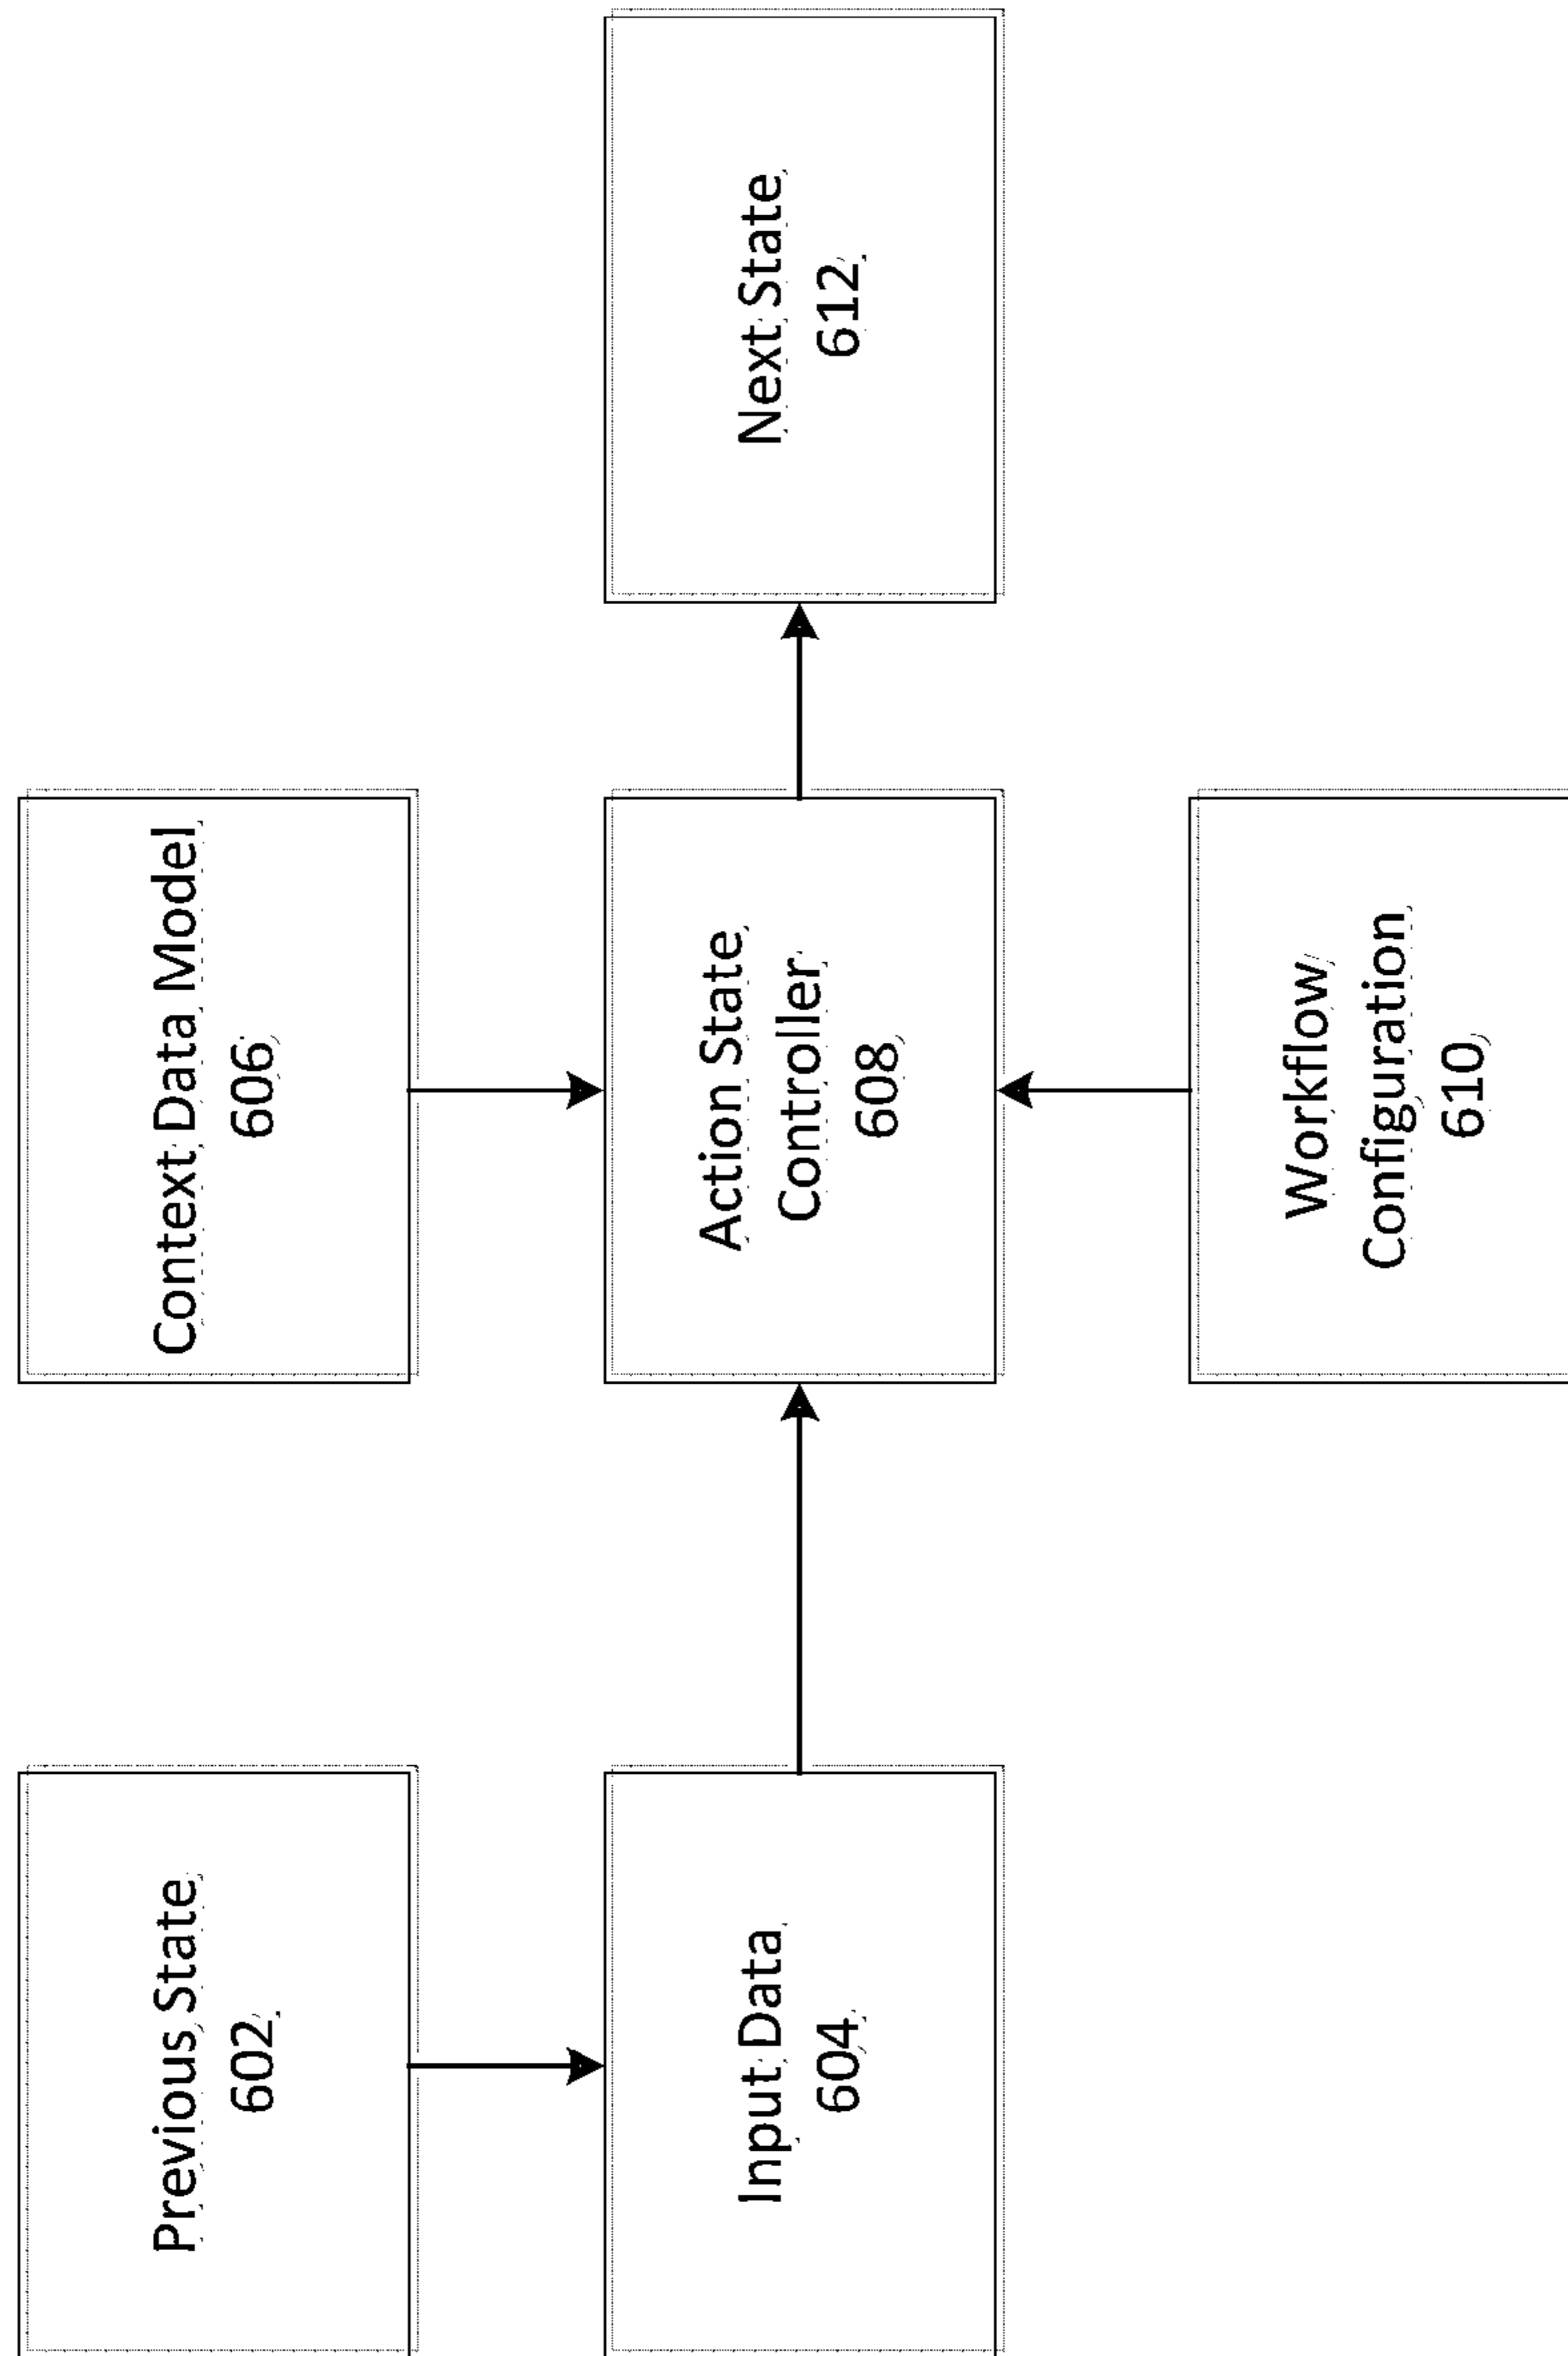 Previous State
602
Context Data Model
606
Input Data
604
Action State
Controller
608
Next State
612
Workflow
Configuration
610